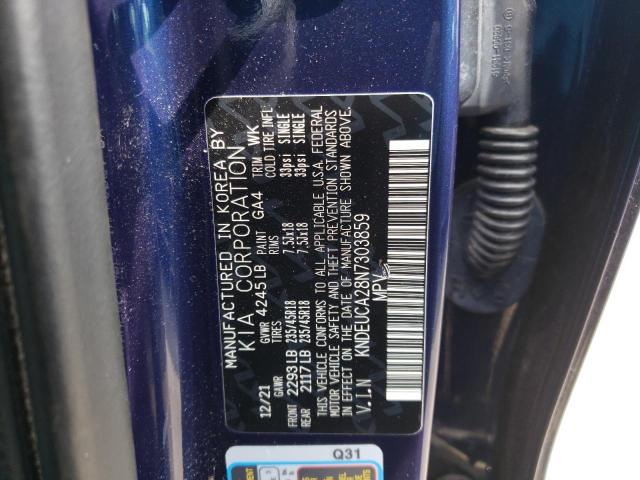 MANUFACTURED IN KOREA BY
KIA CORPORATION
12/21 GVWR 4245LB PAINT GA4 TRIM WK
GAWR TIRES RIMS COLD TIRE INFL
FRONT 2293LB 235/45R18 7.5JX18 33psi SINGLE
REAR 2117LB 235/45R18 7.5JX18 33psi SINGLE
THIS VEHICLE CONFORMS TO ALL APPLICABLE U.S.A. FEDERAL
MOTOR VEHICLE SAFETY AND THEFT PREVENTION STANDARDS
IN EFFECT ON THE DATE OF MANUFACTURE SHOWN ABOVE.
V.I.N KNDEUCA28N7303859
MPV
Q31